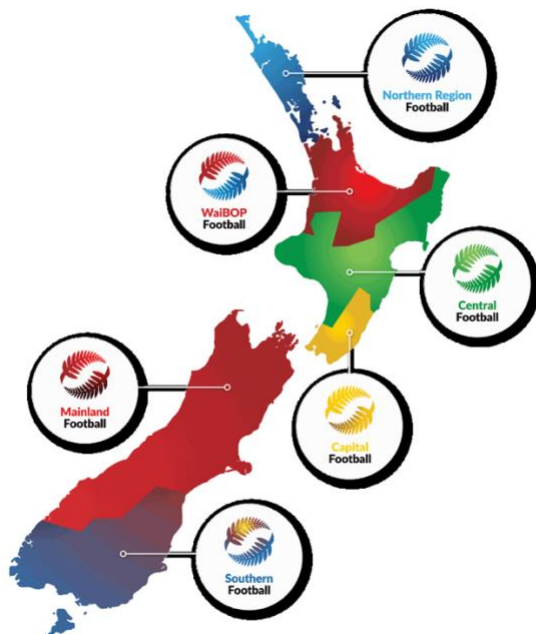 Northern Region
Football
WaiBOP
Football
Central
Football
Mainland
Football
Capital
Football
Southern
Football